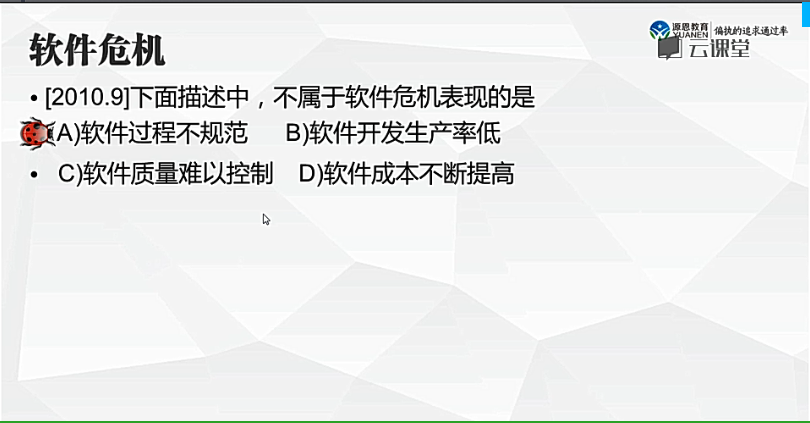 源恩教育
YUANEN
偏执的追求通过率
云课堂
软件危机
• [2010.9]下面描述中，不属于软件危机表现的是
A)软件过程不规范 B)软件开发生产率低
• C)软件质量难以控制 D)软件成本不断提高